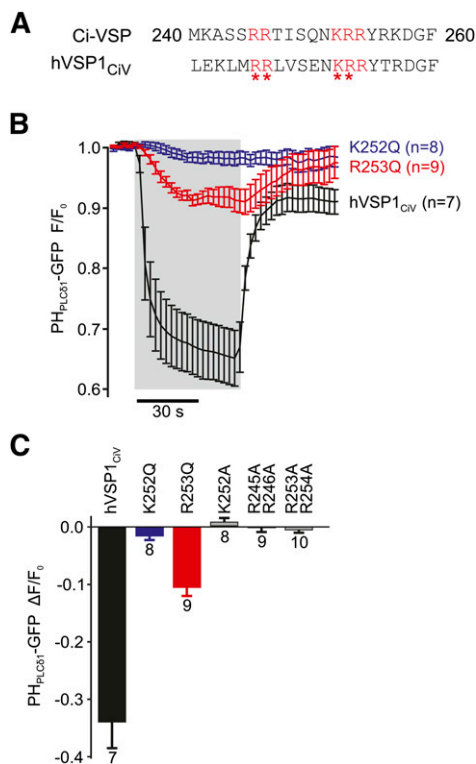 A
Ci-VSP 240 MKASSRRTISQNKRRYRKDGF 260
hVSP1CiV LEKLMRRLVSENKRRYTRDGF
** **
B
K252Q (n=8)
R253Q (n=9)
hVSP1CiV (n=7)
PHPLCδ1-GFP F/F0
1.0
0.9
0.8
0.7
0.6
30 s
C
hVSP1CiV
K252Q
R253Q
K252A
R245A
R246A
R253A
R254A
PHPLCδ1-GFP ΔF/F0
0.0
-0.1
-0.2
-0.3
-0.4
7
8
9
8
9
10